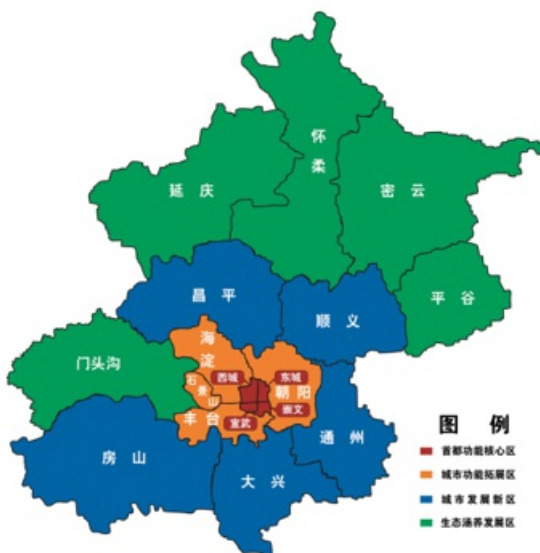 怀柔
延庆
密云
昌平
顺义
平谷
海淀
门头沟
西城
东城
石景山
朝阳
崇文
丰台
宣武
通州
房山
大兴
图 例
首都功能核心区
城市功能拓展区
城市发展新区
生态涵养发展区